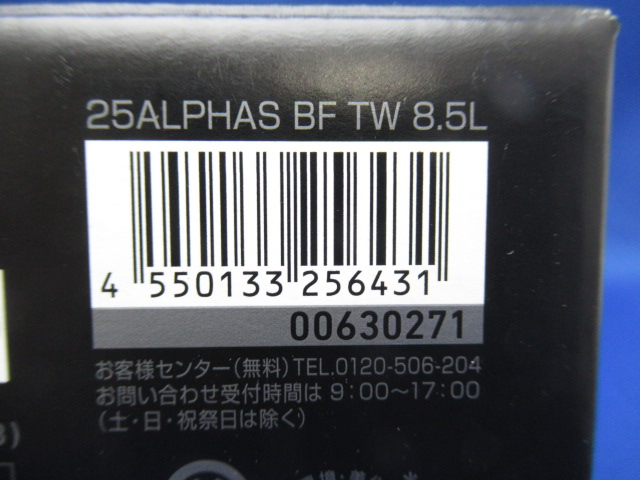 25ALPHAS BF TW 8.5L
4 550133 256431
00630271
お客様センター(無料)TEL.0120-506-204
お問い合わせ受付時間は 9:00〜17:00
(土・日・祝祭日は除く)